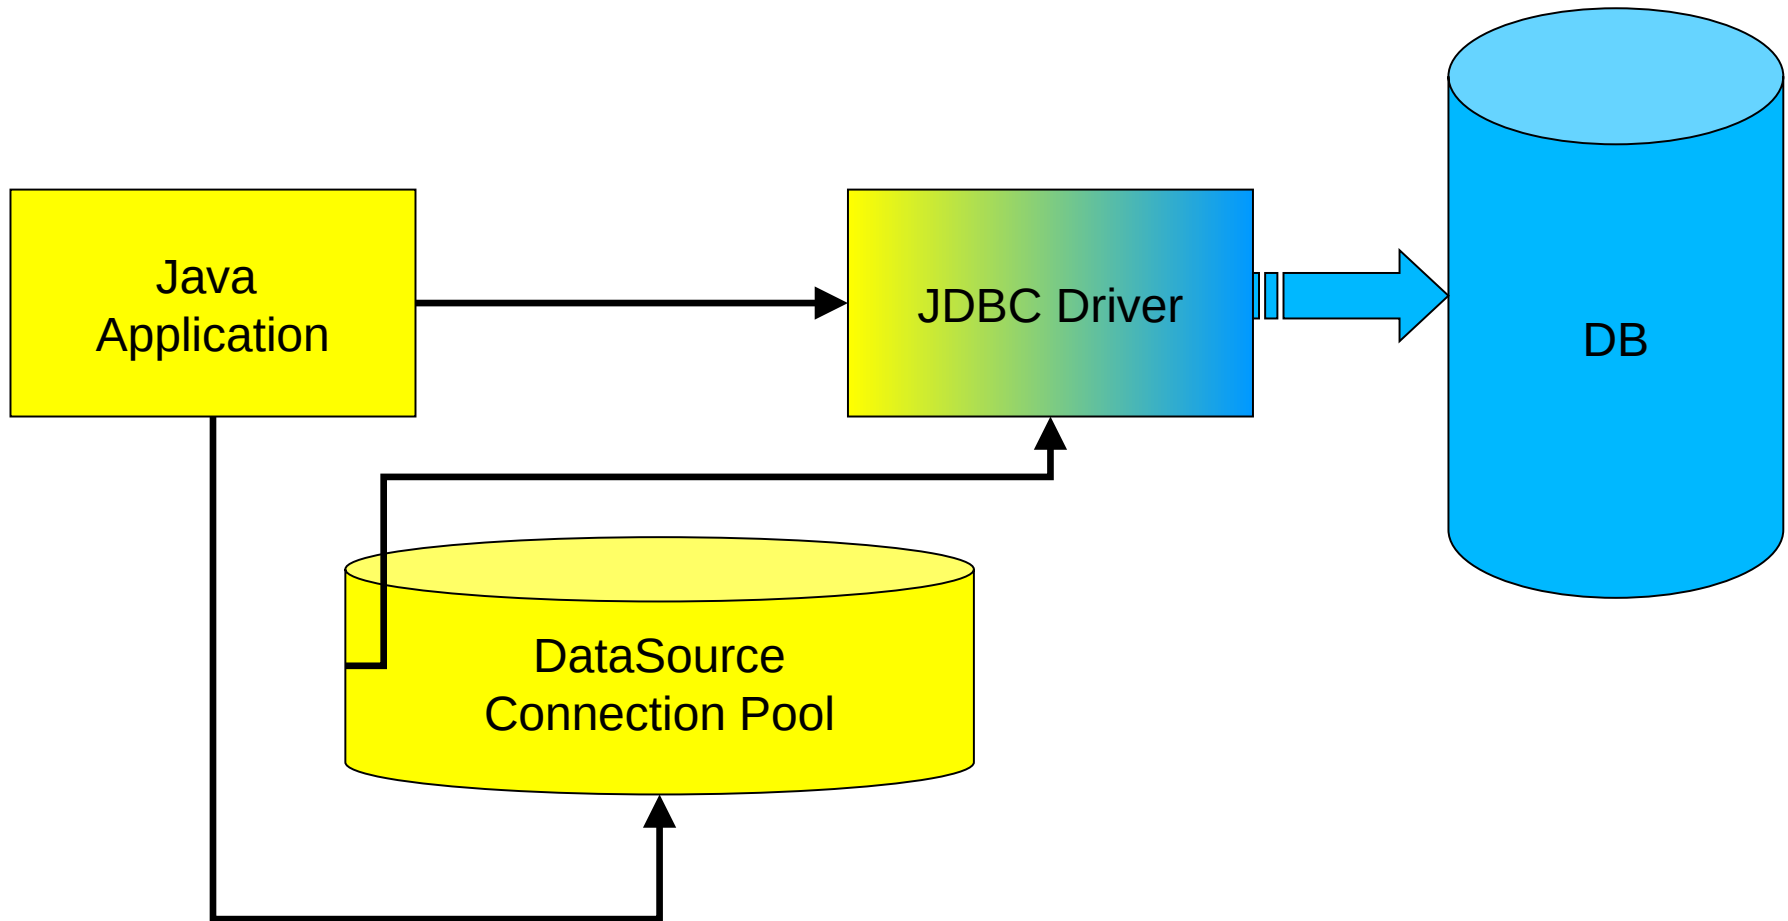 Java
Application
JDBC Driver
DB
DataSource
Connection Pool